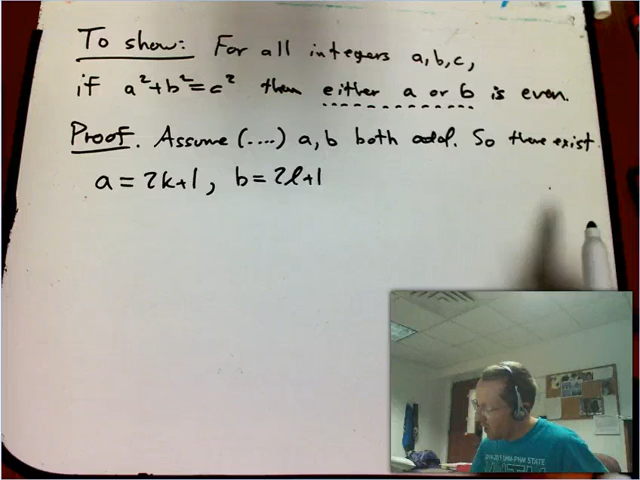 To show: For all integers a, b, c,
if a²+b²=c² then either a or b is even.
Proof. Assume (....) a, b both odd. So there exist
a = 2k+1, b = 2l+1